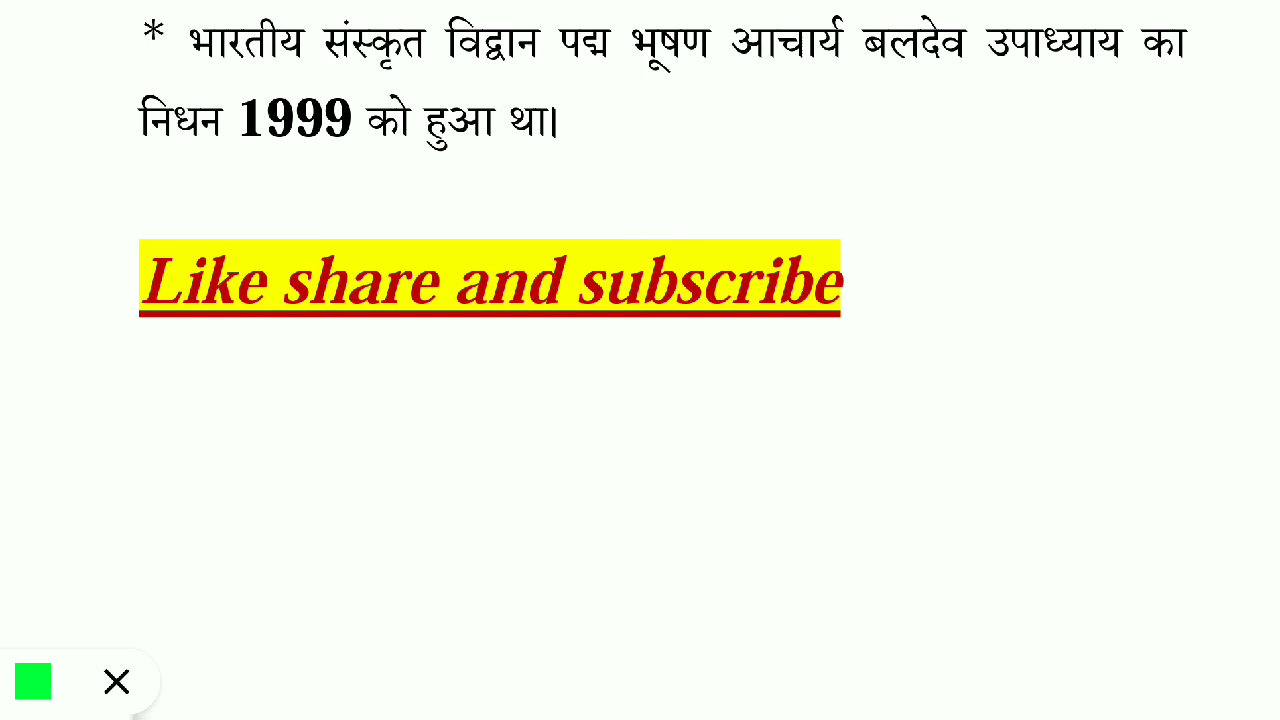 * भारतीय संस्कृत विद्वान पद्म भूषण आचार्य बलदेव उपाध्याय का
निधन 1999 को हुआ था।
Like share and subscribe